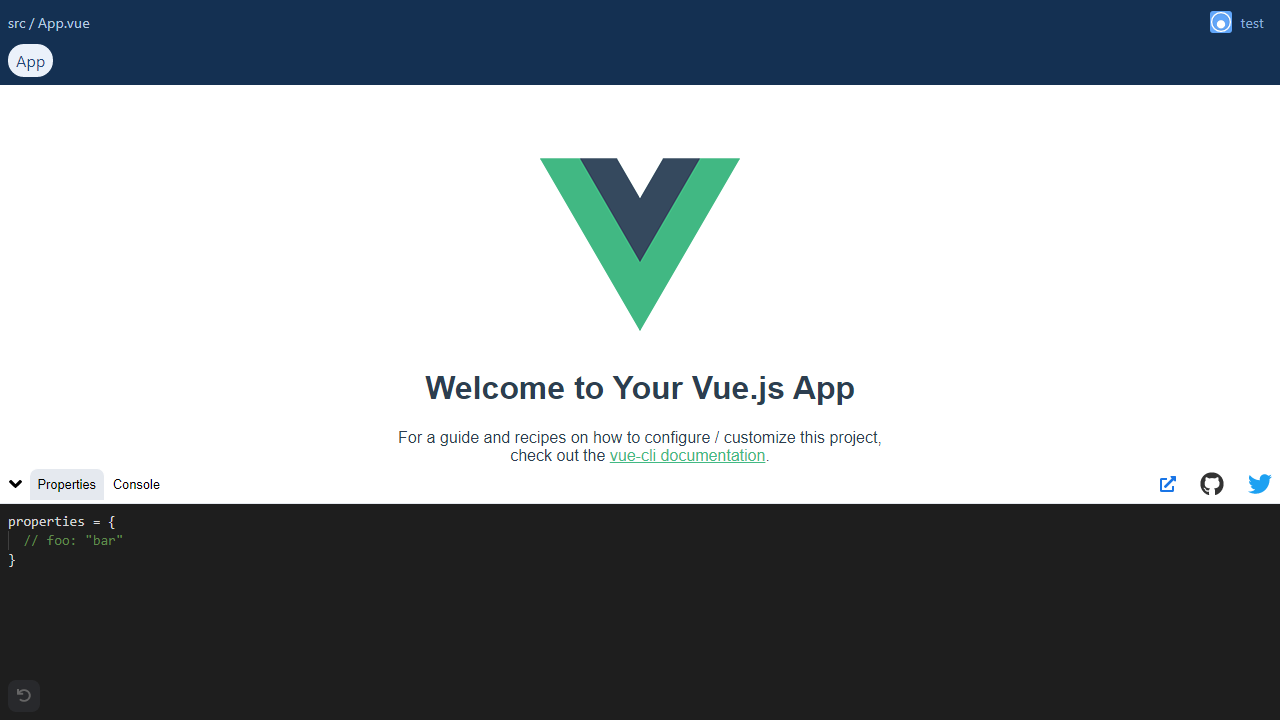 src / App.vue
test
App
Welcome to Your Vue.js App
For a guide and recipes on how to configure / customize this project,
check out the vue-cli documentation.
Properties
Console
properties = {
// foo: "bar"
}